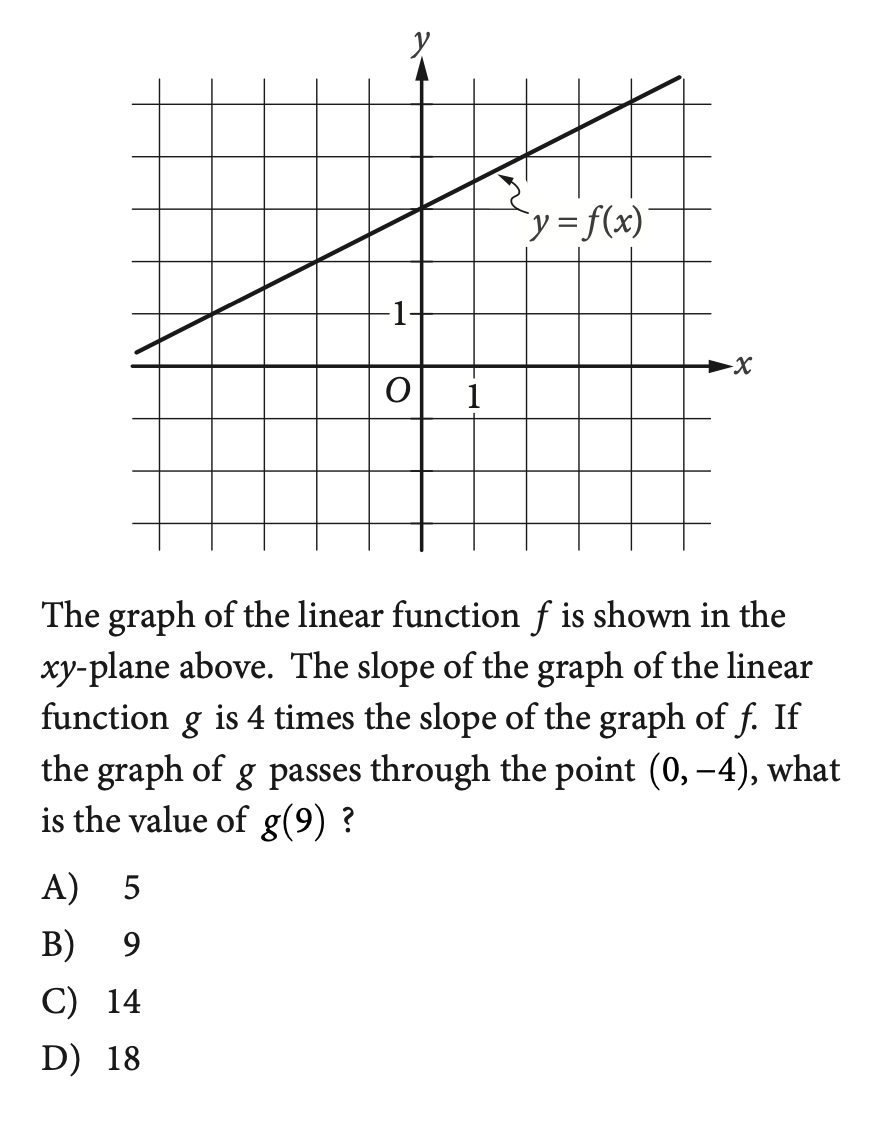 y
y = f(x)
1
x
O
1
The graph of the linear function f is shown in the
xy-plane above. The slope of the graph of the linear
function g is 4 times the slope of the graph of f. If
the graph of g passes through the point (0, −4), what
is the value of g(9) ?
A) 5
B) 9
C) 14
D) 18